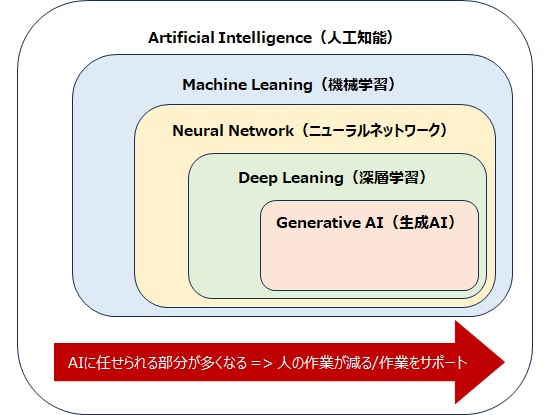 Artificial Intelligence（人工知能）
Machine Leaning（機械学習）
Neural Network（ニューラルネットワーク）
Deep Leaning（深層学習）
Generative AI（生成AI）
AIに任せられる部分が多くなる => 人の作業が減る/作業をサポート